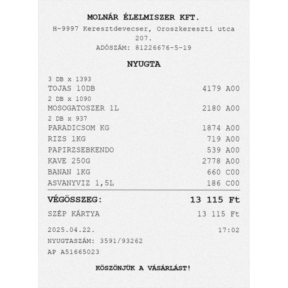 MOLNÁR ÉLELMISZER KFT.
H-9997 Keresztdevecser, Oroszkereszti utca
207.
ADÓSZÁM: 81226676-5-19
NYUGTA
3 DB x 1393
TOJAS 10DB 4179 A00
2 DB x 1090
MOSOGATOSZER 1L 2180 A00
2 DB x 937
PARADICSOM KG 1874 A00
RIZS 1KG 719 A00
PAPIRZSEBKENDO 539 A00
KAVE 250G 2778 A00
BANAN 1KG 660 C00
ASVANYVIZ 1,5L 186 C00
VÉGÖSSZEG: 13 115 Ft
SZÉP KÁRTYA 13 115 Ft
2025.04.22. 17:02
NYUGTASZÁM: 3591/93262
AP A51665023
KÖSZÖNJÜK A VÁSÁRLÁST!